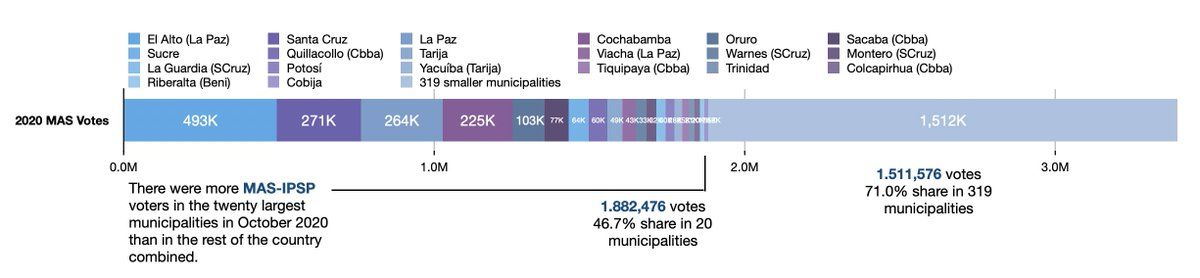 El Alto (La Paz) Santa Cruz La Paz Cochabamba Oruro Sacaba (Cbba)
Sucre Quillacollo (Cbba) Tarija Viacha (La Paz) Warnes (SCruz) Montero (SCruz)
La Guardia (SCruz) Potosí Yacuíba (Tarija) Tiquipaya (Cbba) Trinidad Colcapirhua (Cbba)
Riberalta (Beni) Cobija 319 smaller municipalities
2020 MAS Votes 493K 271K 264K 225K 103K 77K 64K 60K 49K 43K 33K 1,512K
0.0M 1.0M 2.0M 3.0M
There were more MAS-IPSP
voters in the twenty largest
municipalities in October 2020
than in the rest of the country
combined.
1.882,476 votes
46.7% share in 20
municipalities
1.511,576 votes
71.0% share in 319
municipalities